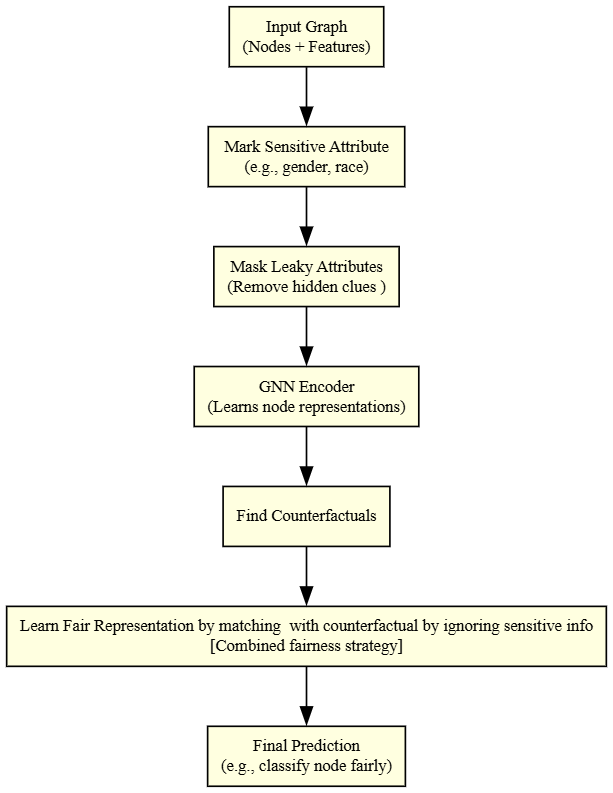 Input Graph
(Nodes + Features)
Mark Sensitive Attribute
(e.g., gender, race)
Mask Leaky Attributes
(Remove hidden clues )
GNN Encoder
(Learns node representations)
Find Counterfactuals
Learn Fair Representation by matching  with counterfactual by ignoring sensitive info
[Combined fairness strategy]
Final Prediction
(e.g., classify node fairly)